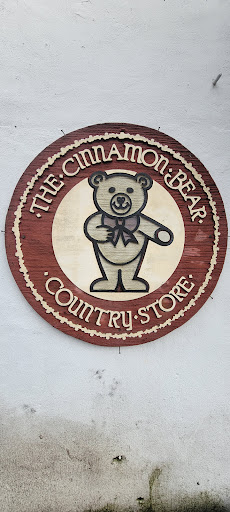 THE · CINNAMON · BEAR
COUNTRY · STORE